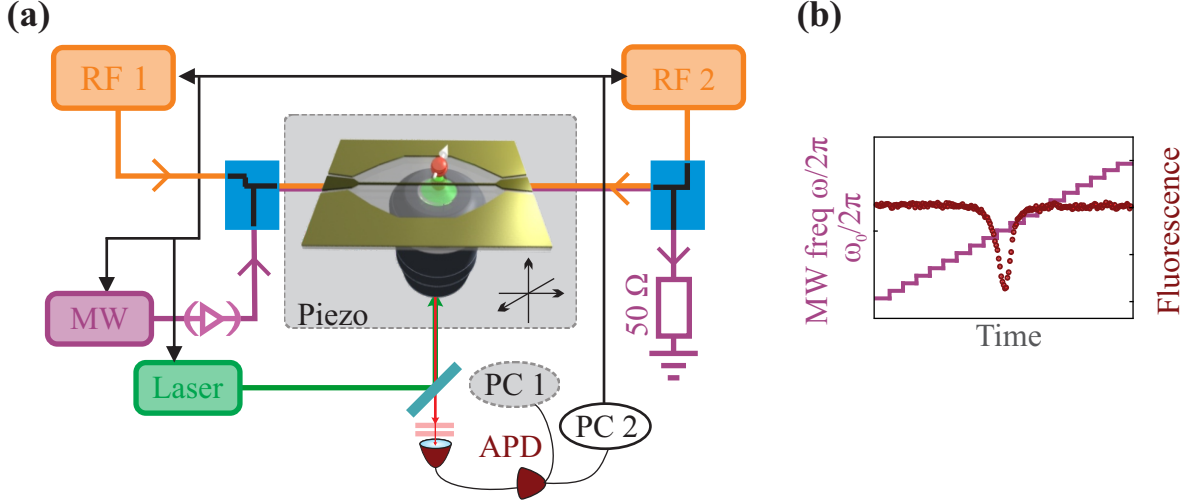 (a)
(b)
RF 1
RF 2
MW
Laser
Piezo
50 Ω
PC 1
PC 2
APD
MW freq ω/2π
ω₀/2π
Time
Fluorescence